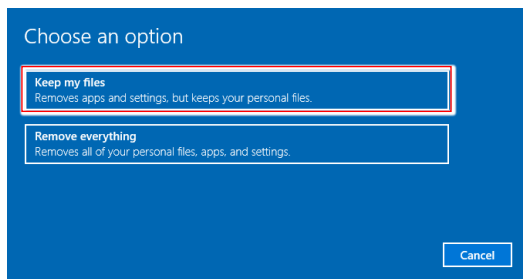 Choose an option
Keep my files
Removes apps and settings, but keeps your personal files.
Remove everything
Removes all of your personal files, apps, and settings.
Cancel